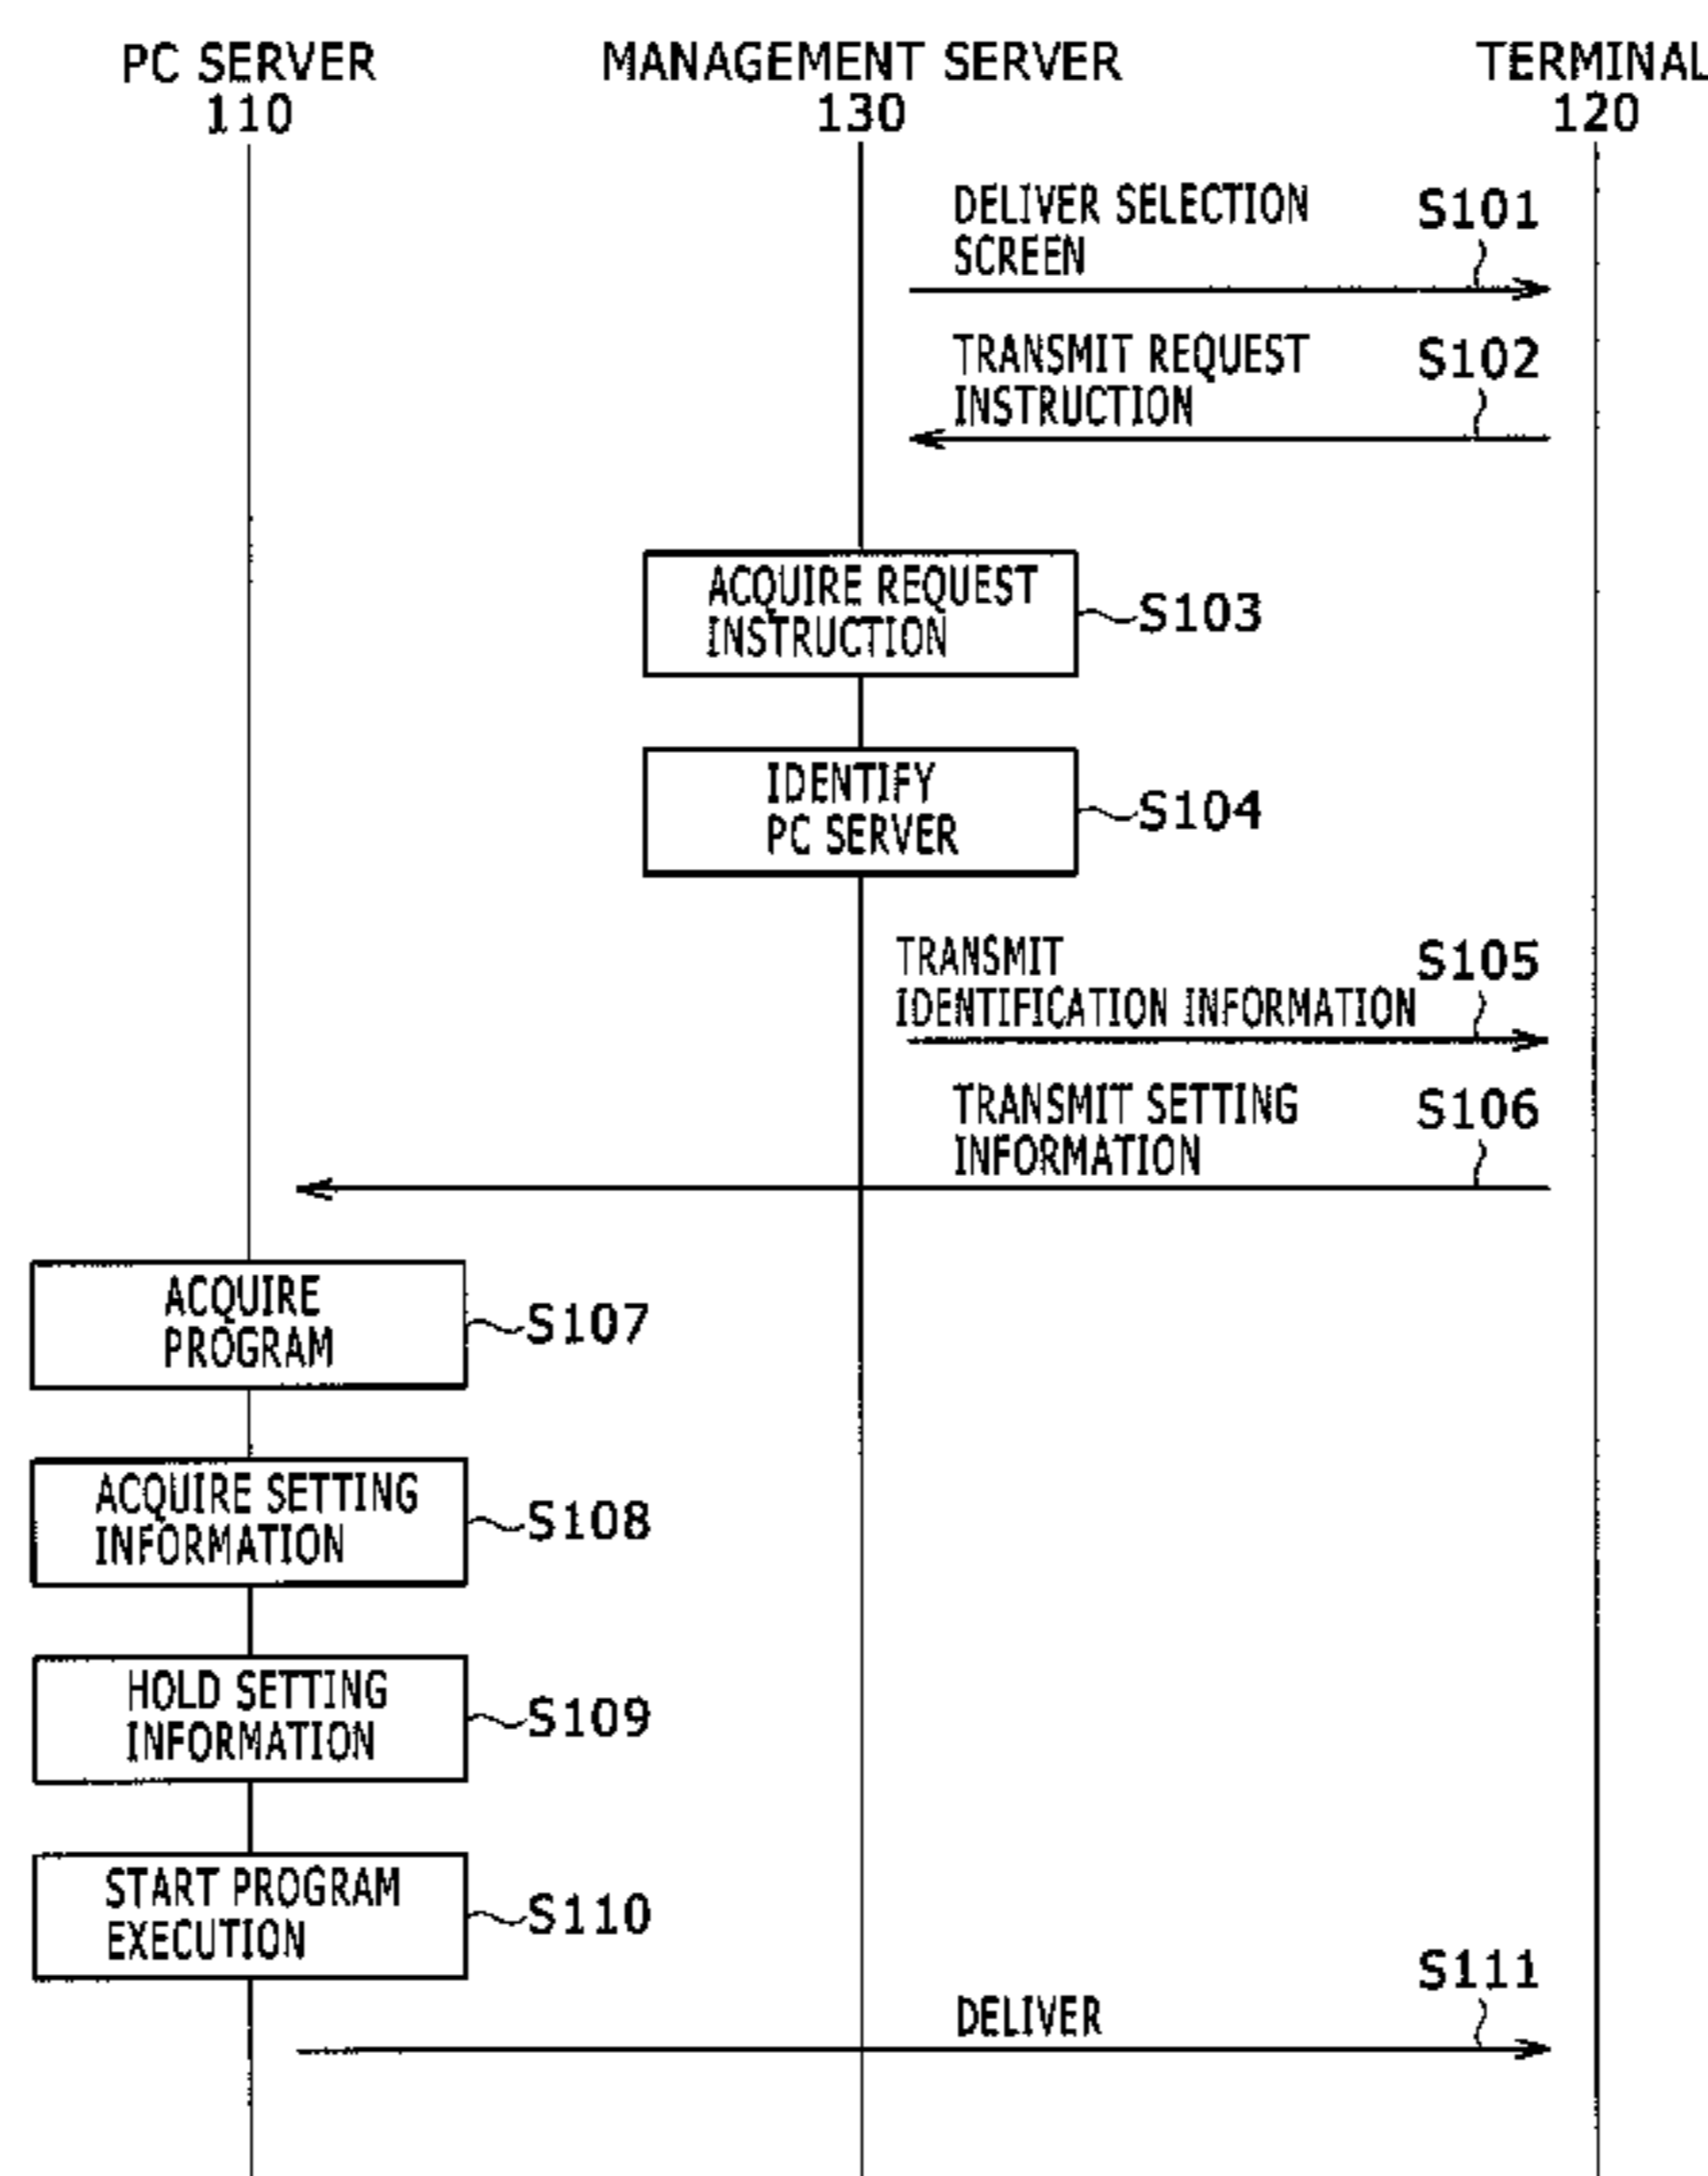 PC SERVER
110
MANAGEMENT SERVER
130
TERMINAL
120
DELIVER SELECTION
SCREEN
S101
TRANSMIT REQUEST
INSTRUCTION
S102
ACQUIRE REQUEST
INSTRUCTION
S103
IDENTIFY
PC SERVER
S104
TRANSMIT
IDENTIFICATION INFORMATION
S105
TRANSMIT SETTING
INFORMATION
S106
ACQUIRE
PROGRAM
S107
ACQUIRE SETTING
INFORMATION
S108
HOLD SETTING
INFORMATION
S109
START PROGRAM
EXECUTION
S110
DELIVER
S111